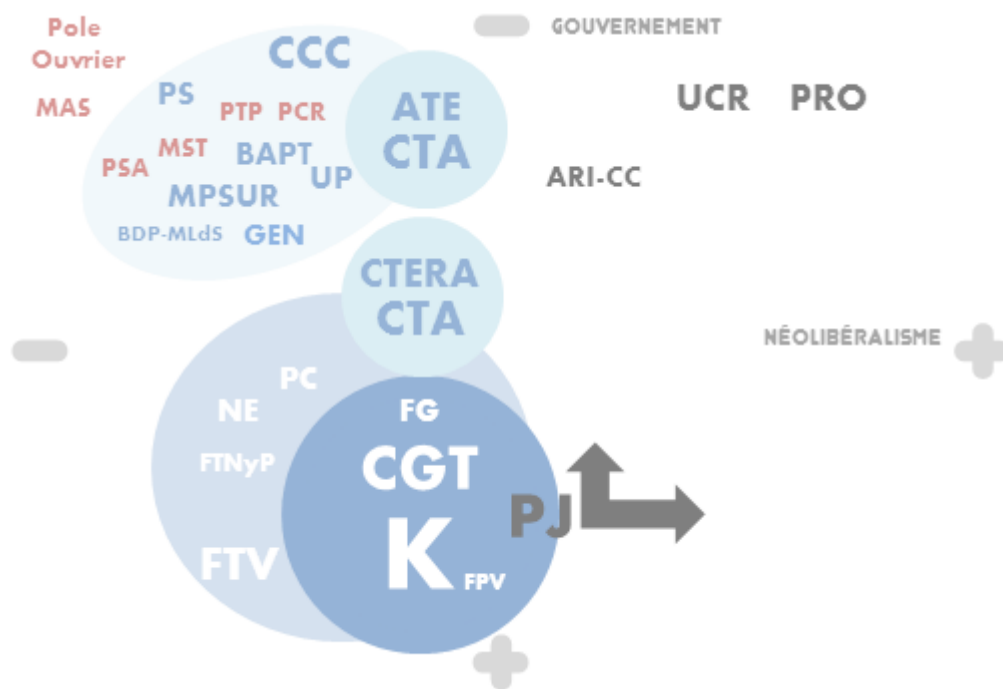 Pole
Ouvrier
GOUVERNEMENT
CCC
PS
MAS
PTP PCR
ATE
CTA
UCR PRO
MST
BAPT
PSA
UP
ARI-CC
MPSUR
BDP-MLdS
GEN
CTERA
CTA
NÉOLIBÉRALISME
PC
NE
FG
FTNyP
CGT
PJ
FTV
K
FPV